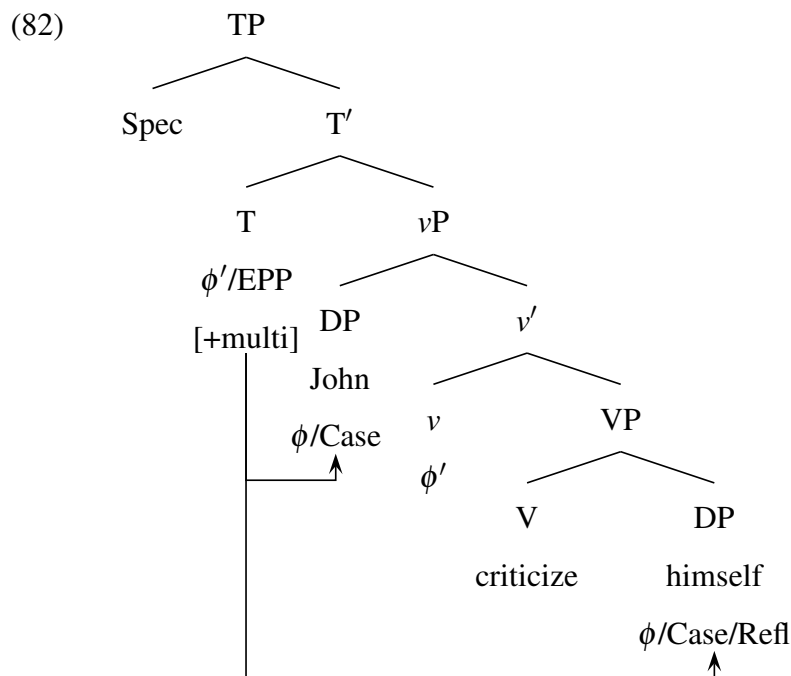 (82) TP
Spec T′
T vP
ϕ′/EPP DP v′
[+multi] John v VP
ϕ/Case ϕ′ V DP
criticize himself
ϕ/Case/Refl